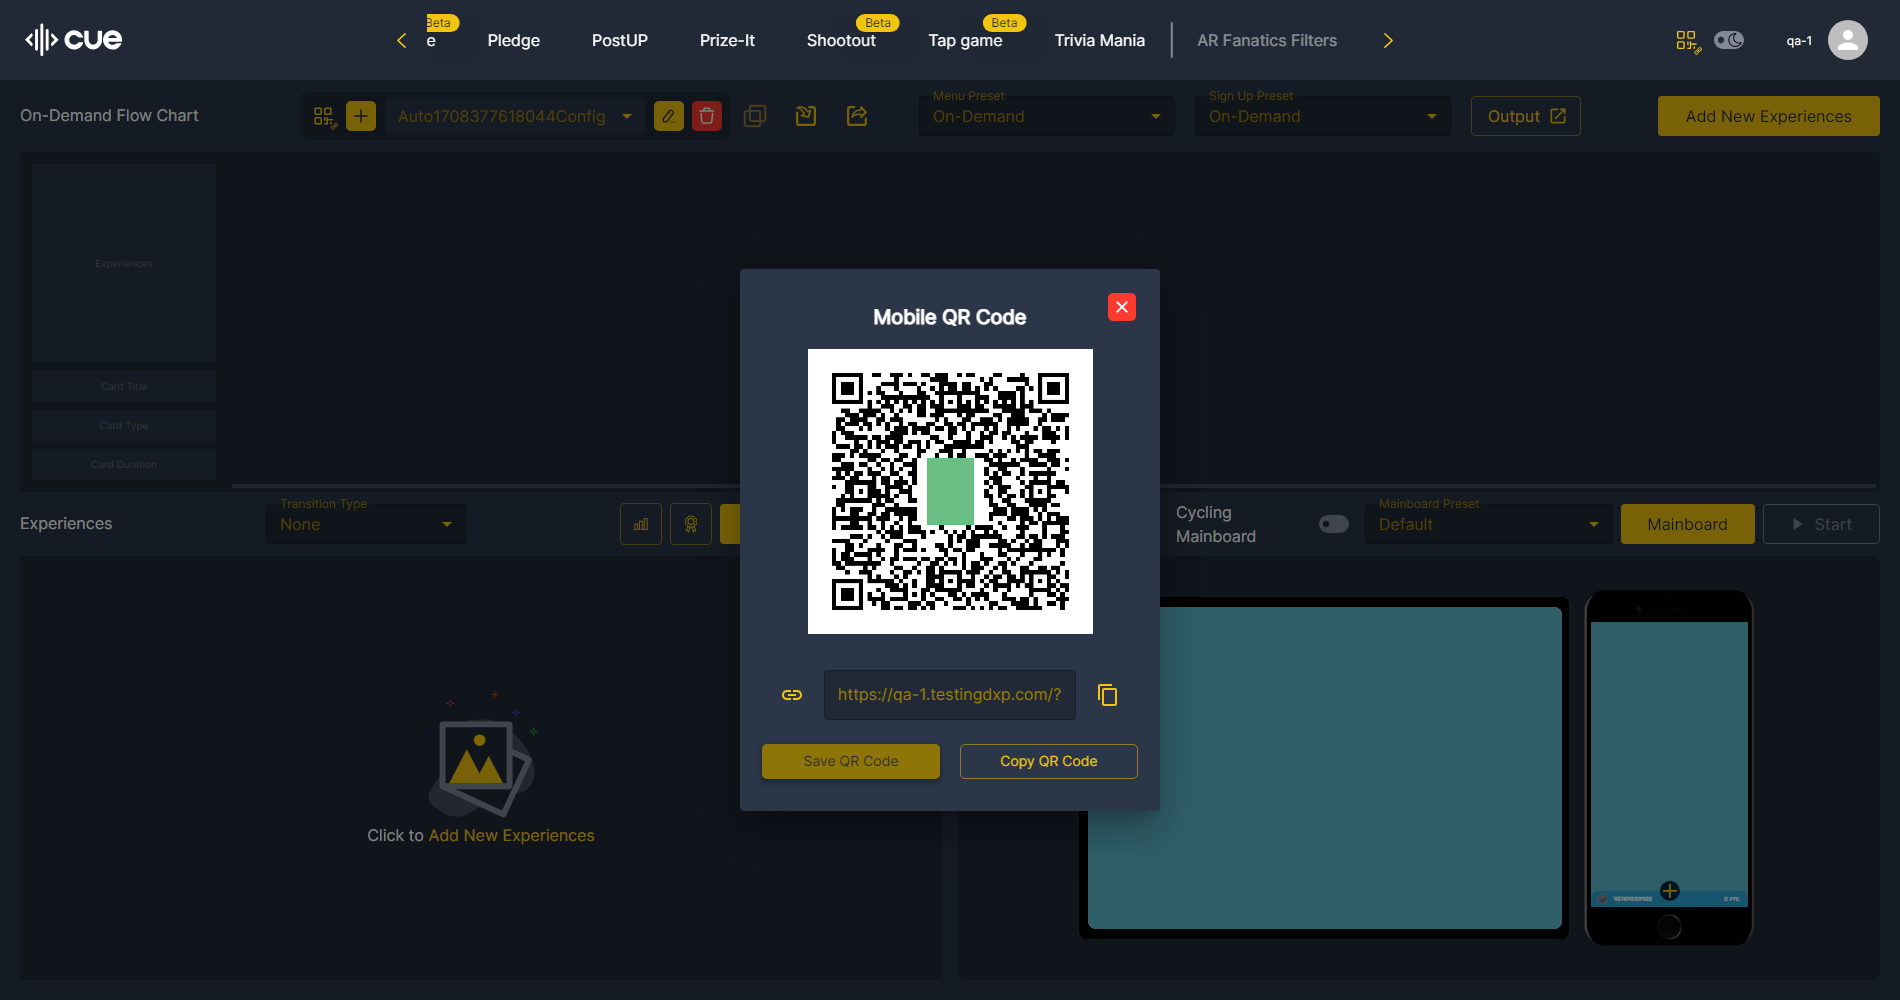 cue
Beta
e
Pledge
PostUP
Prize-It
Beta
Shootout
Beta
Tap game
Trivia Mania
AR Fanatics Filters
qa-1
On-Demand Flow Chart
Auto1708377618044Config
Menu Preset
On-Demand
Sign Up Preset
On-Demand
Output
Add New Experiences
Experiences
Card Title
Card Type
Card Duration
Mobile QR Code
https://qa-1.testingdxp.com/?
Save QR Code
Copy QR Code
Experiences
Transition Type
None
Cycling
Mainboard
Mainboard Preset
Default
Mainboard
Start
Click to Add New Experiences
0 PTS